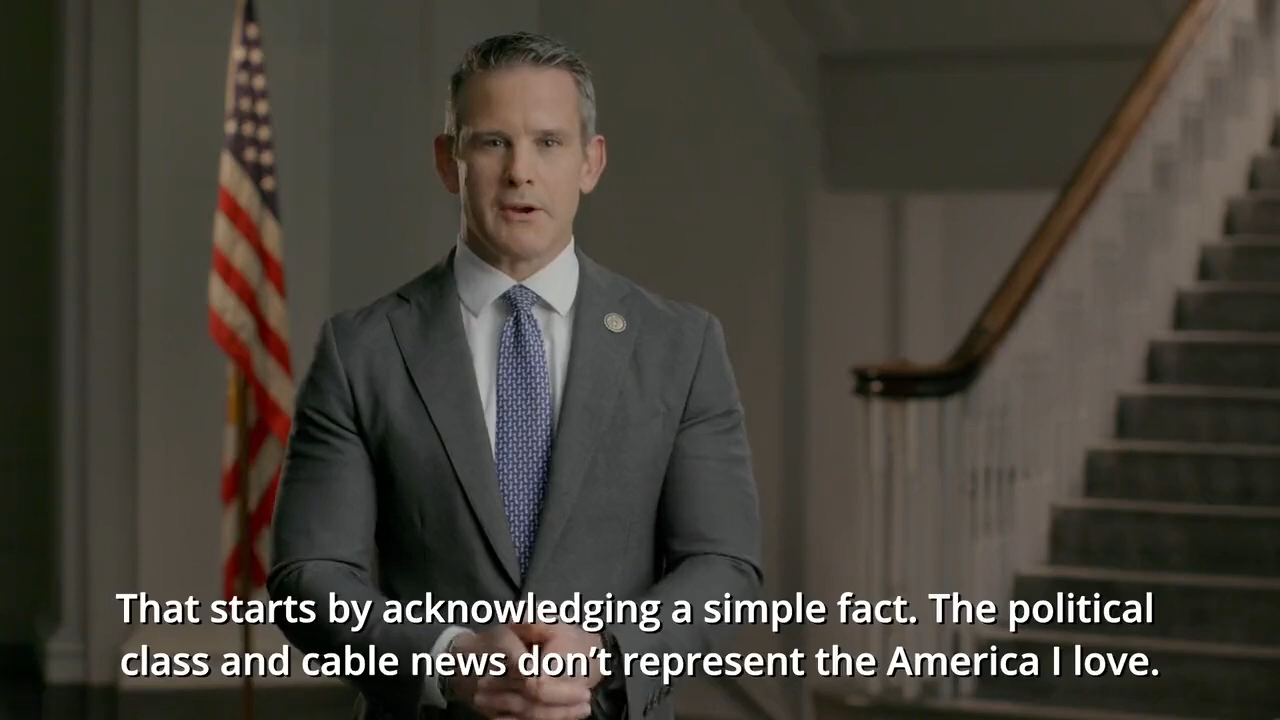 That starts by acknowledging a simple fact. The political
class and cable news don’t represent the America I love.